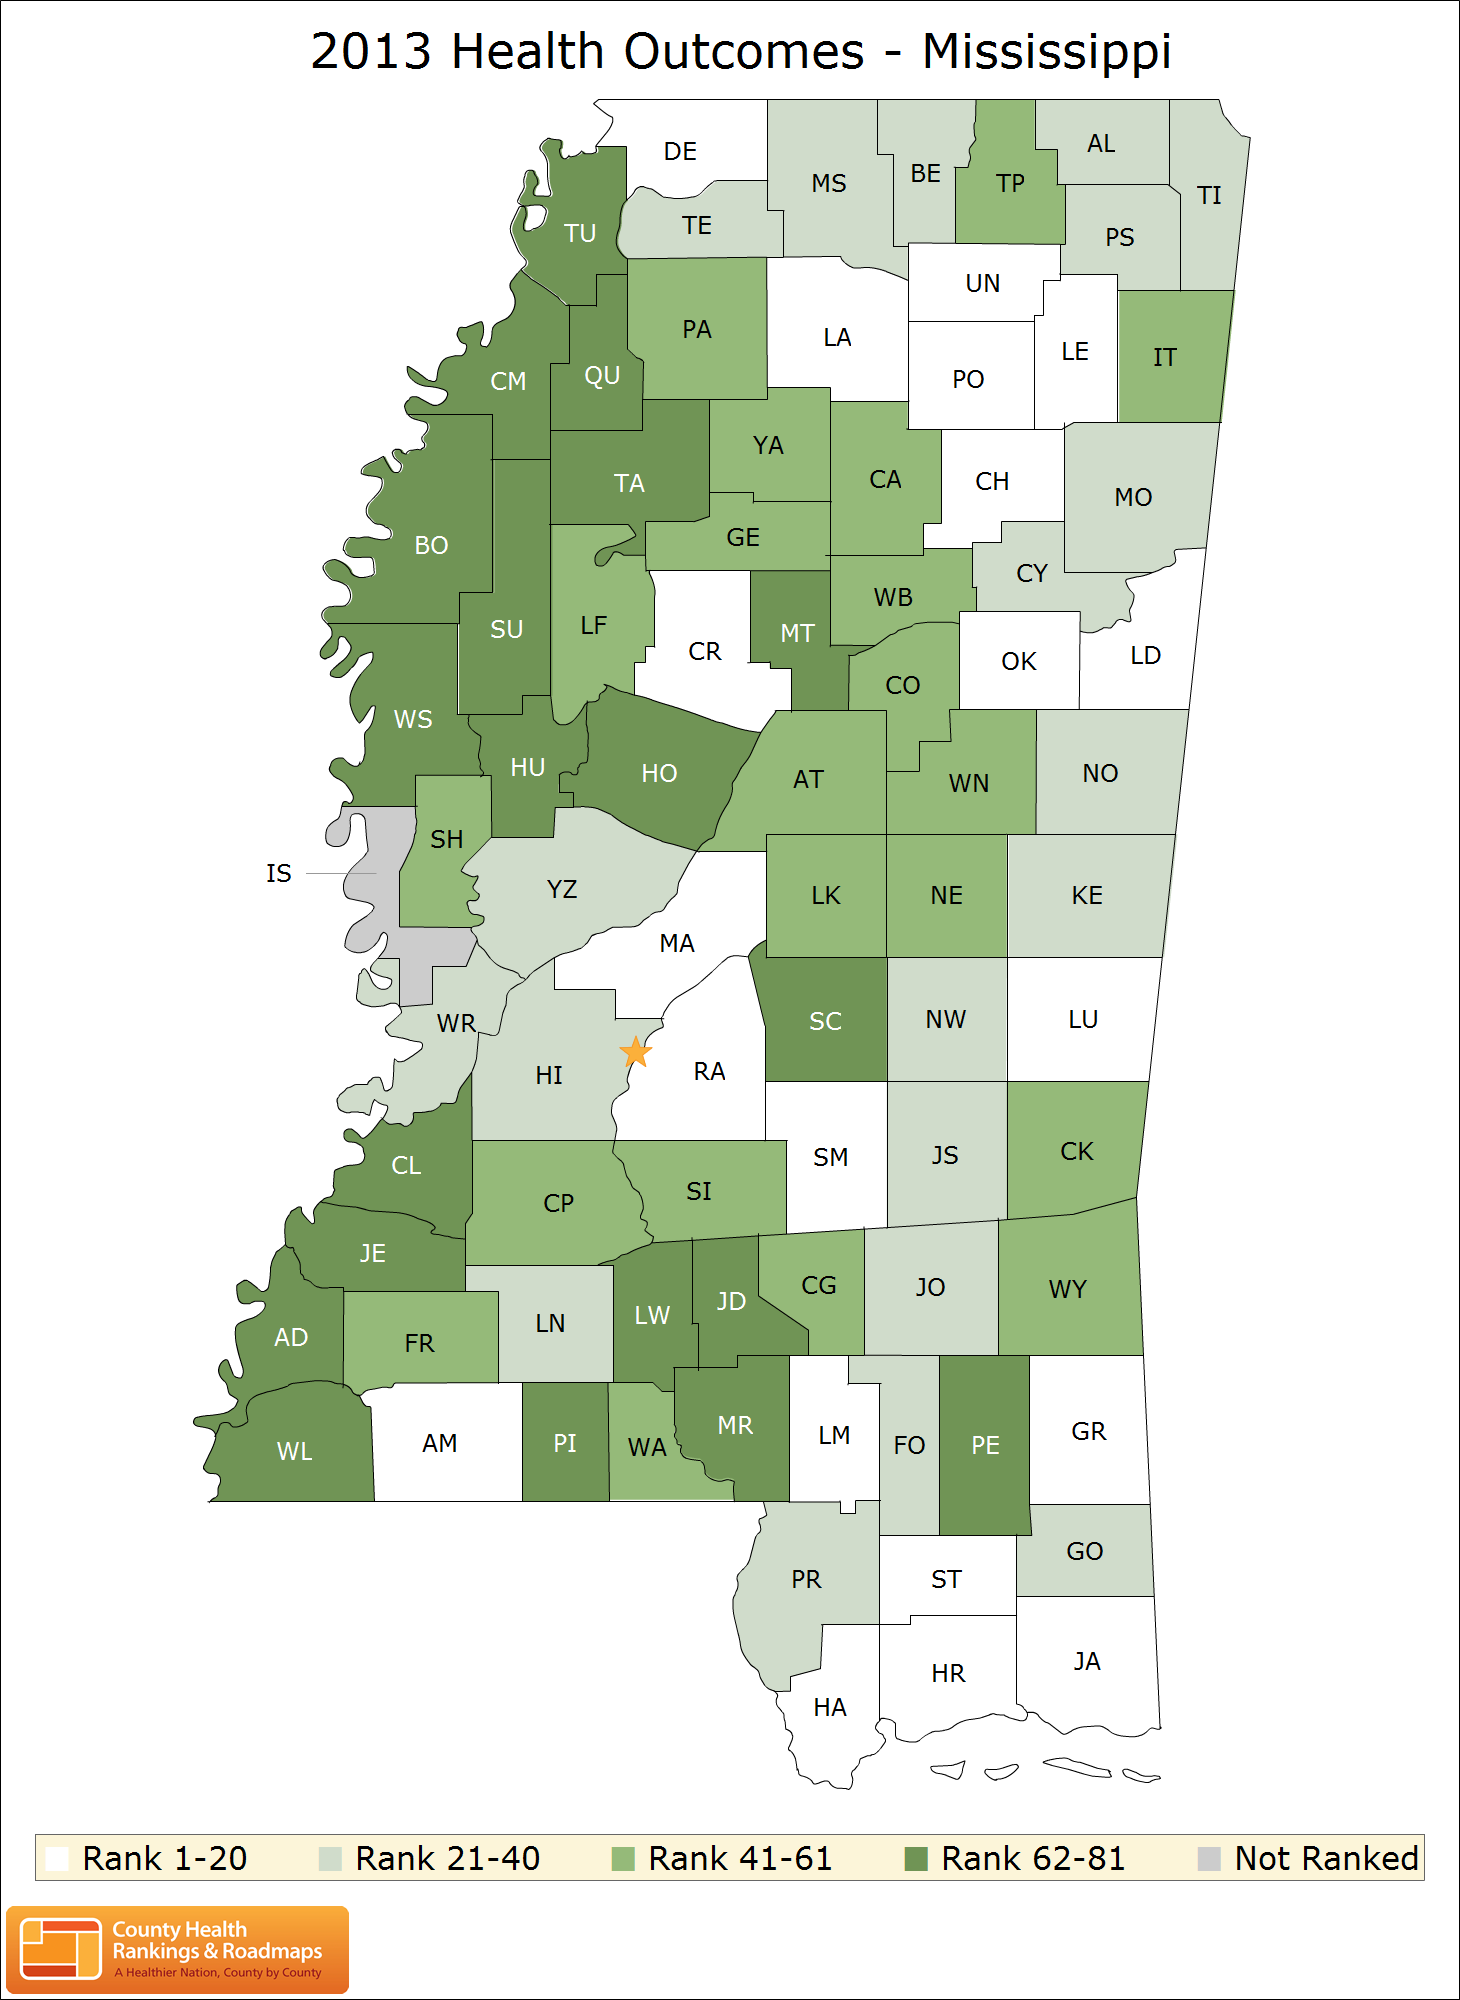 2013 Health Outcomes - Mississippi
DE
MS
BE
TP
AL
TI
TE
TU
PS
UN
PA
LA
LE
IT
CM
QU
PO
YA
TA
CA
CH
MO
GE
BO
CY
WB
SU
LF
MT
CR
OK
LD
CO
WS
HU
HO
AT
WN
NO
SH
IS
YZ
LK
NE
KE
MA
WR
SC
NW
LU
HI
RA
CL
SM
JS
CK
CP
SI
JE
CG
JO
WY
AD
FR
LN
LW
JD
WL
AM
PI
WA
MR
LM
FO
PE
GR
PR
ST
GO
HA
HR
JA
Rank 1-20 Rank 21-40 Rank 41-61 Rank 62-81 Not Ranked
County Health
Rankings & Roadmaps
A Healthier Nation, County by County